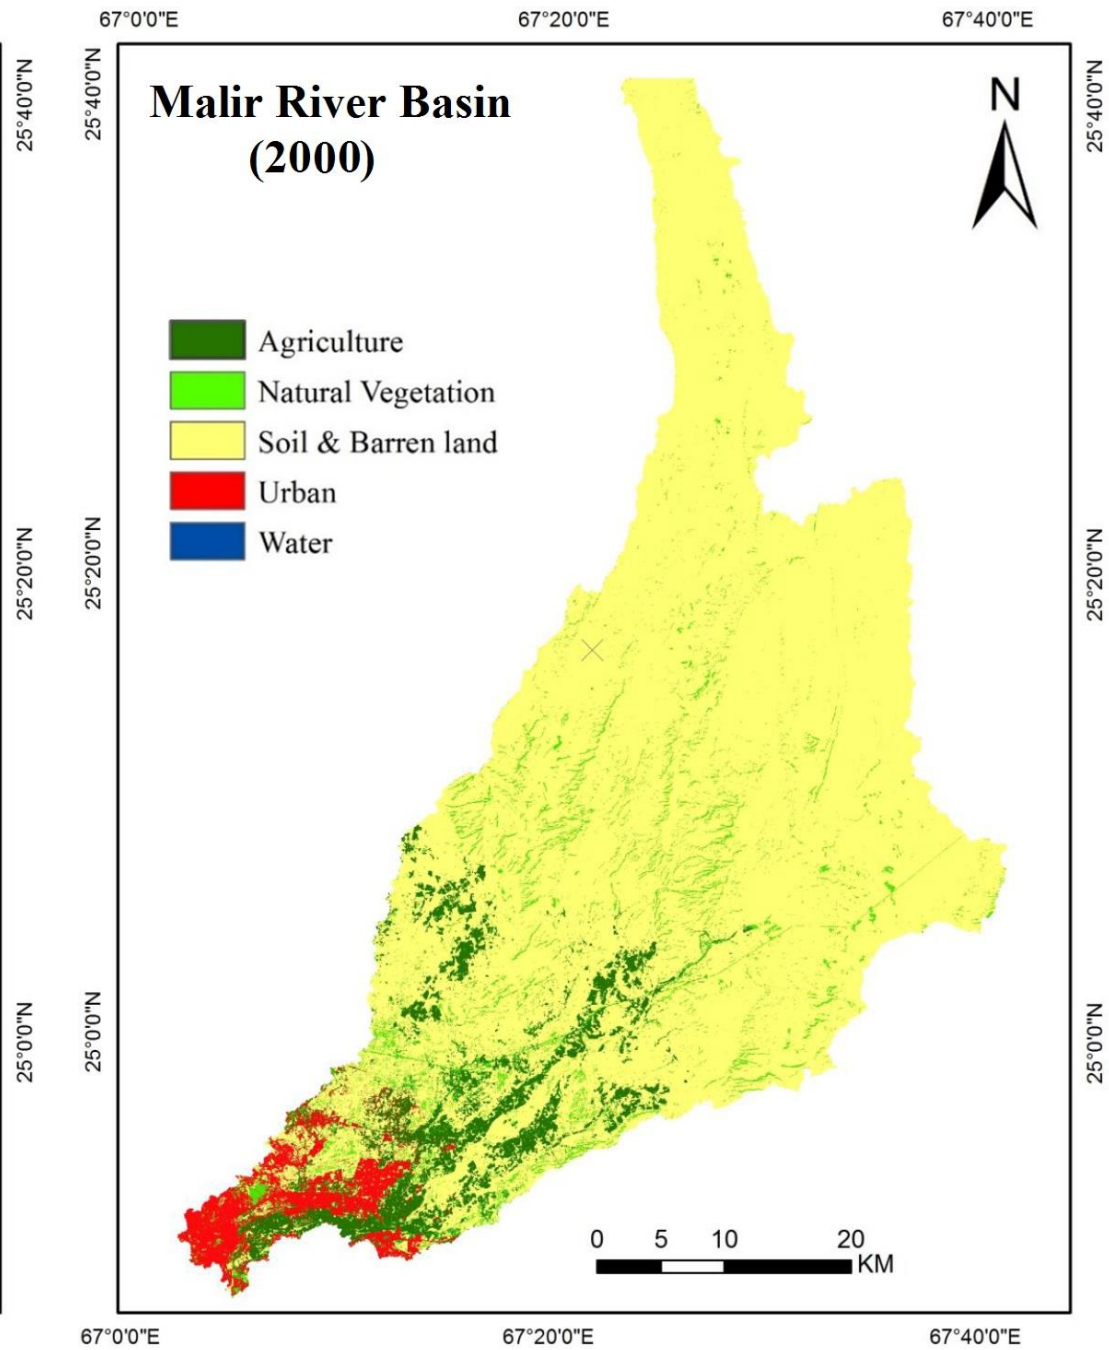 67°0'0"E 67°20'0"E 67°40'0"E
Malir River Basin
(2000)
N
25°40'0"N 25°40'0"N 25°40'0"N
Agriculture
Natural Vegetation
Soil & Barren land
Urban
Water
25°20'0"N 25°20'0"N 25°20'0"N
25°0'0"N 25°0'0"N 25°0'0"N
0 5 10 20
KM
67°0'0"E 67°20'0"E 67°40'0"E